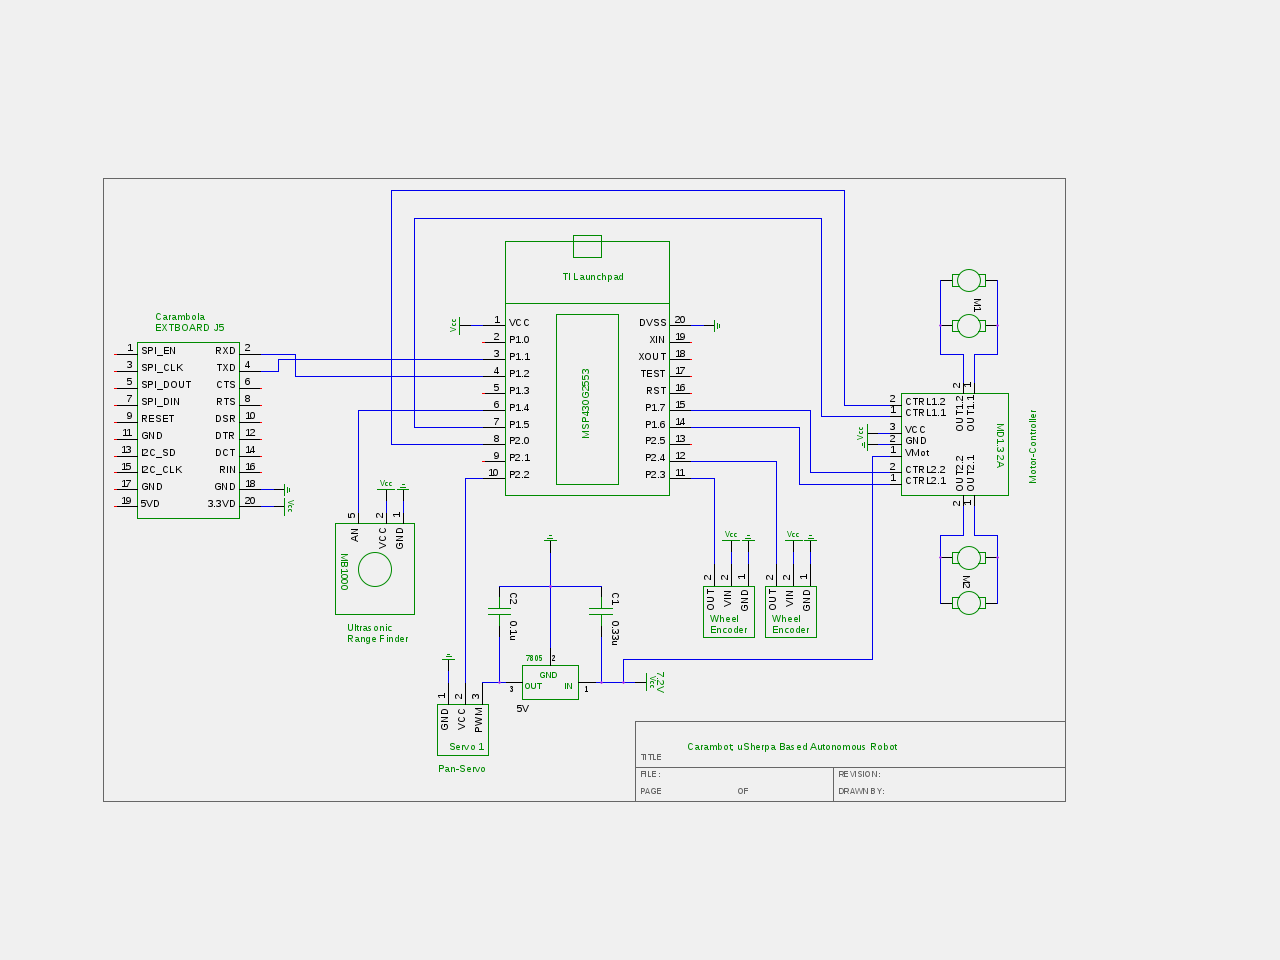 Carambola
EXTBOARD J5
1 SPI_EN RXD 2
3 SPI_CLK TXD 4
5 SPI_DOUT CTS 6
7 SPI_DIN RTS 8
9 RESET DSR 10
11 GND DTR 12
13 I2C_SD DCT 14
15 I2C_CLK RIN 16
17 GND GND 18
19 5VD 3.3VD 20
Vcc
TI Launchpad
MSP430G2553
Vcc
1 VCC DVSS 20
2 P1.0 XIN 19
3 P1.1 XOUT 18
4 P1.2 TEST 17
5 P1.3 RST 16
6 P1.4 P1.7 15
7 P1.5 P1.6 14
8 P2.0 P2.5 13
9 P2.1 P2.4 12
10 P2.2 P2.3 11
M1
2 1
OUT1.2 OUT1.1
2 CTRL1.2
1 CTRL1.1
Vcc
3 VCC
2 GND
1 VMot
2 CTRL2.2
1 CTRL2.1
MD1.3 2A
OUT2.2 OUT2.1
2 1
Motor-Controller
M2
Vcc
5 2 1
AN VCC GND
MB1000
Ultrasonic
Range Finder
Vcc
2 2 1
OUT VIN GND
Wheel
Encoder
Vcc
2 2 1
OUT VIN GND
Wheel
Encoder
C2 0.1u
C1 0.33u
7805 2
GND
3 OUT IN 1
5V
7.2V
Vcc
1 2 3
GND VCC PWM
Servo 1
Pan-Servo
Carambot; uSherpa Based Autonomous Robot
TITLE
FILE: REVISION:
PAGE OF DRAWN BY: